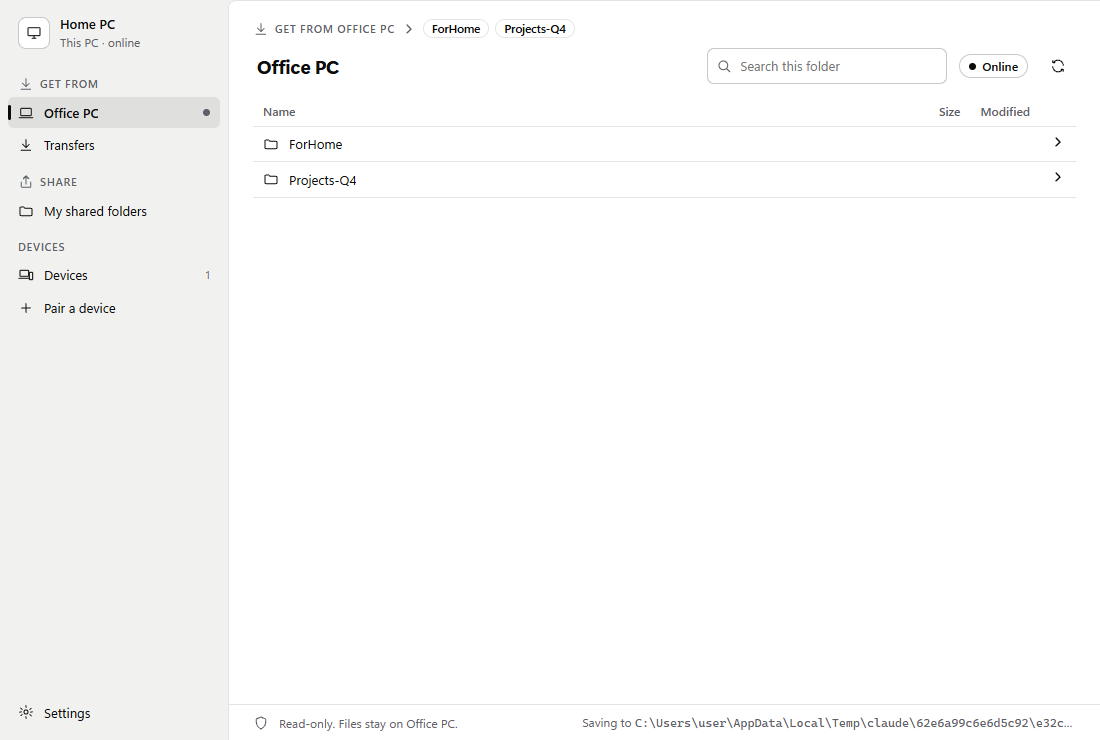 Home PC
This PC · online
GET FROM
Office PC
Transfers
SHARE
My shared folders
DEVICES
Devices 1
Pair a device
Settings
GET FROM OFFICE PC ForHome Projects-Q4
Office PC
Search this folder
Online
Name Size Modified
ForHome
Projects-Q4
Read-only. Files stay on Office PC.
Saving to C:\Users\user\AppData\Local\Temp\claude\62e6a99c6e6d5c92\e32c…